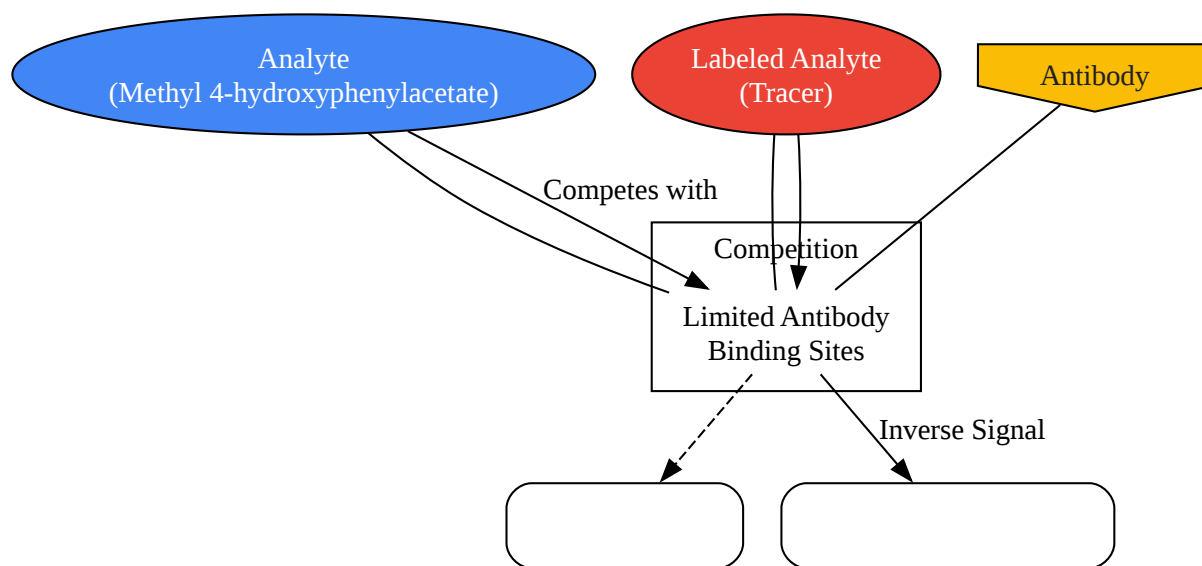 Analyte
(Methyl 4-hydroxyphenylacetate)
Labeled Analyte
(Tracer)
Antibody
Competes with
Competition
Limited Antibody
Binding Sites
Inverse Signal